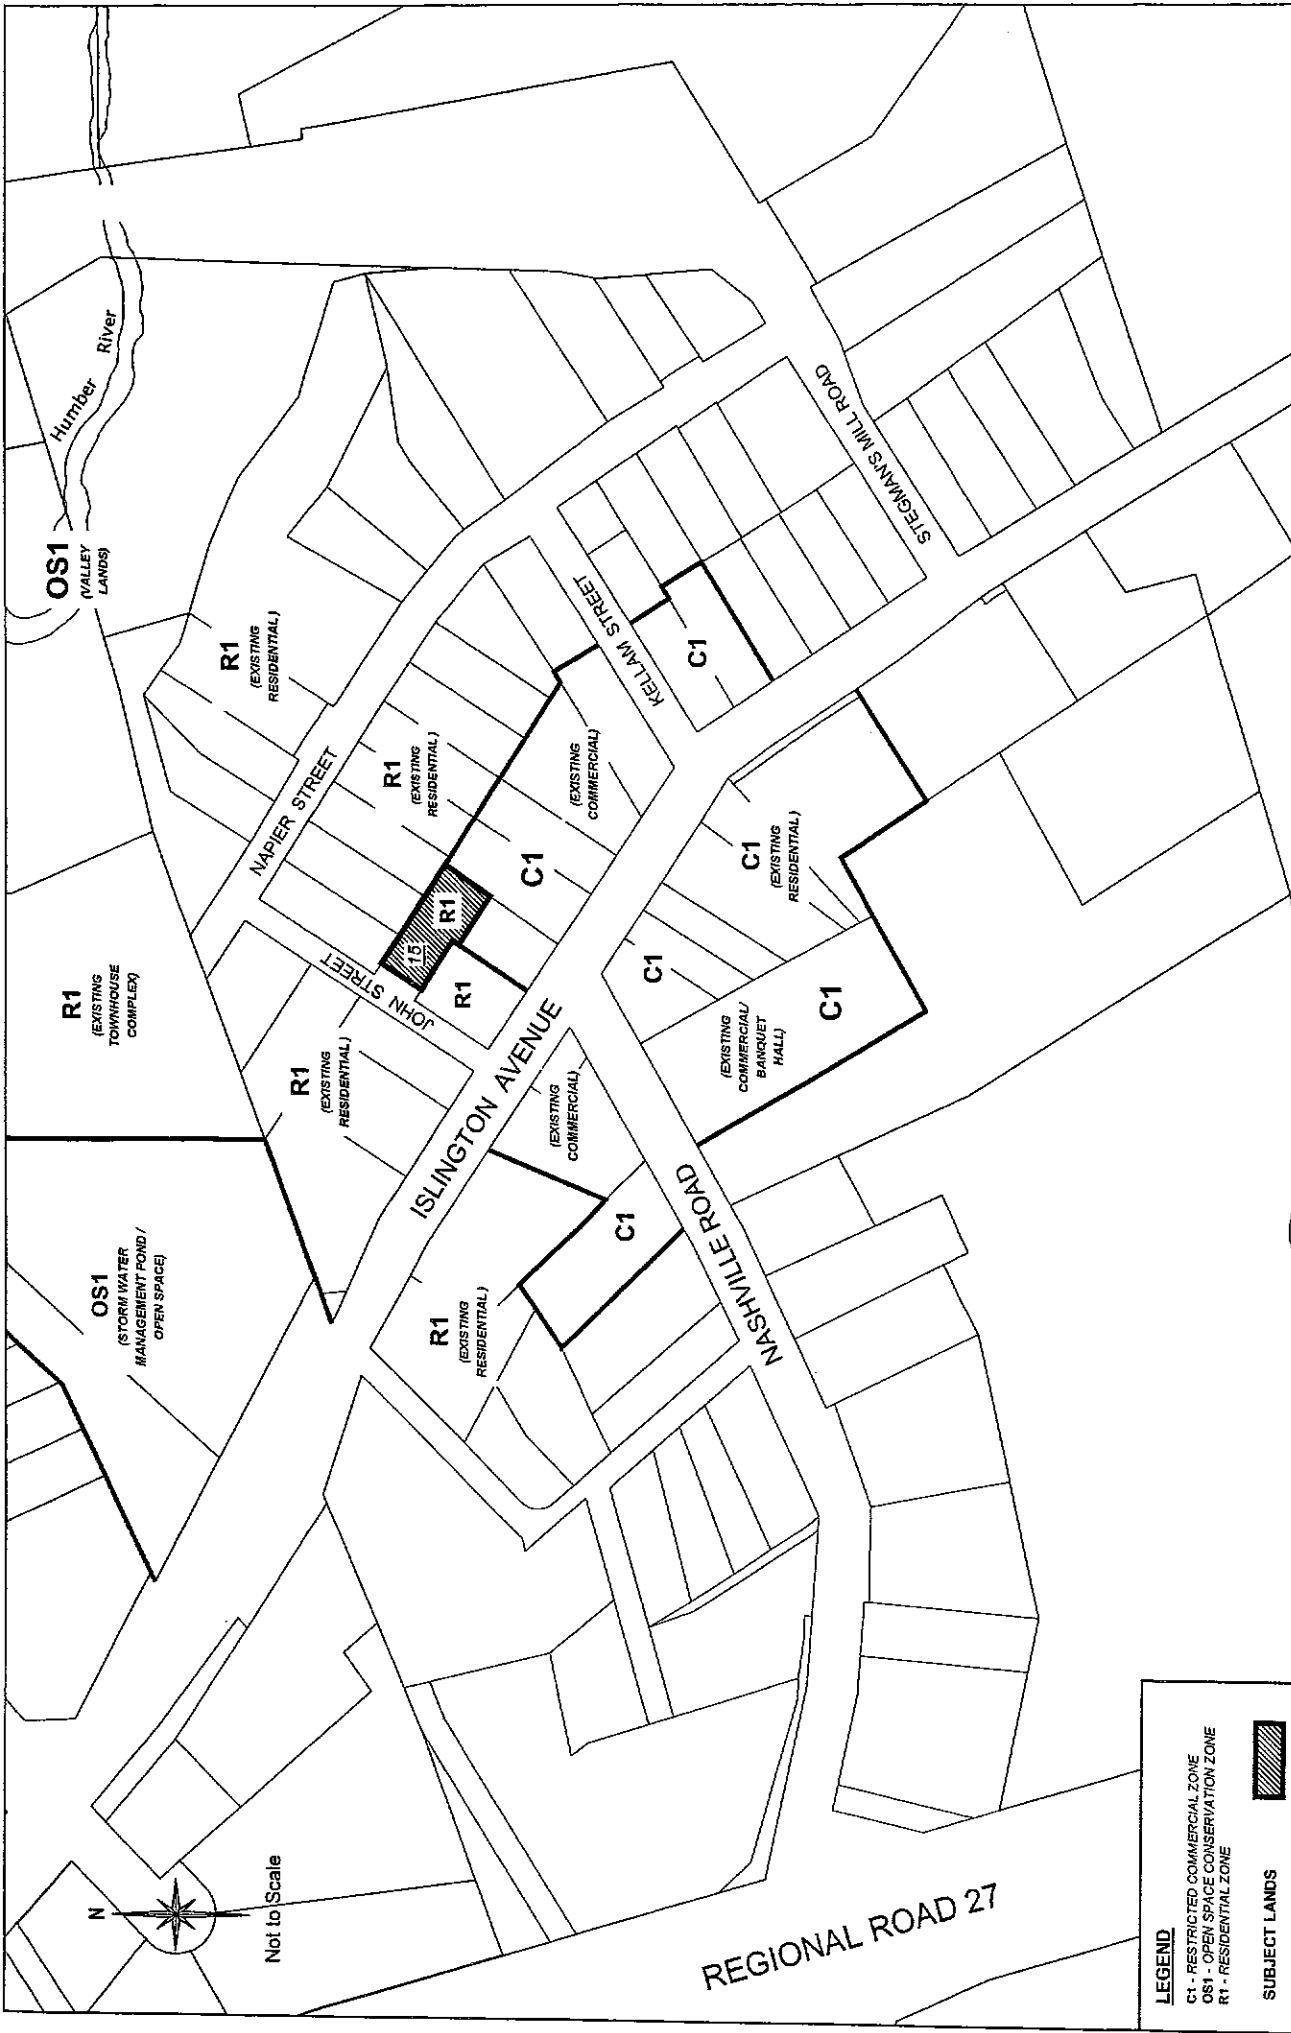 Humber
River
OS1
(VALLEY
LANDS)
R1
(EXISTING
RESIDENTIAL)
NAPIER STREET
R1
(EXISTING
RESIDENTIAL)
R1
(EXISTING
TOWNHOUSE
COMPLEX)
STEGMAN'S MILL ROAD
KELLAM STREET
C1
(EXISTING
COMMERCIAL)
C1
R1
15
R1
JOHN STREET
R1
(EXISTING
RESIDENTIAL)
C1
(EXISTING
RESIDENTIAL)
C1
(EXISTING
COMMERCIAL/
BANQUET
HALL)
C1
ISLINGTON AVENUE
(EXISTING
COMMERCIAL)
C1
NASHVILLE ROAD
OS1
(STORM WATER
MANAGEMENT POND /
OPEN SPACE)
R1
(EXISTING
RESIDENTIAL)
N
Not to Scale
REGIONAL ROAD 27
LEGEND
C1 - RESTRICTED COMMERCIAL ZONE
OS1 - OPEN SPACE CONSERVATION ZONE
R1 - RESIDENTIAL ZONE
SUBJECT LANDS